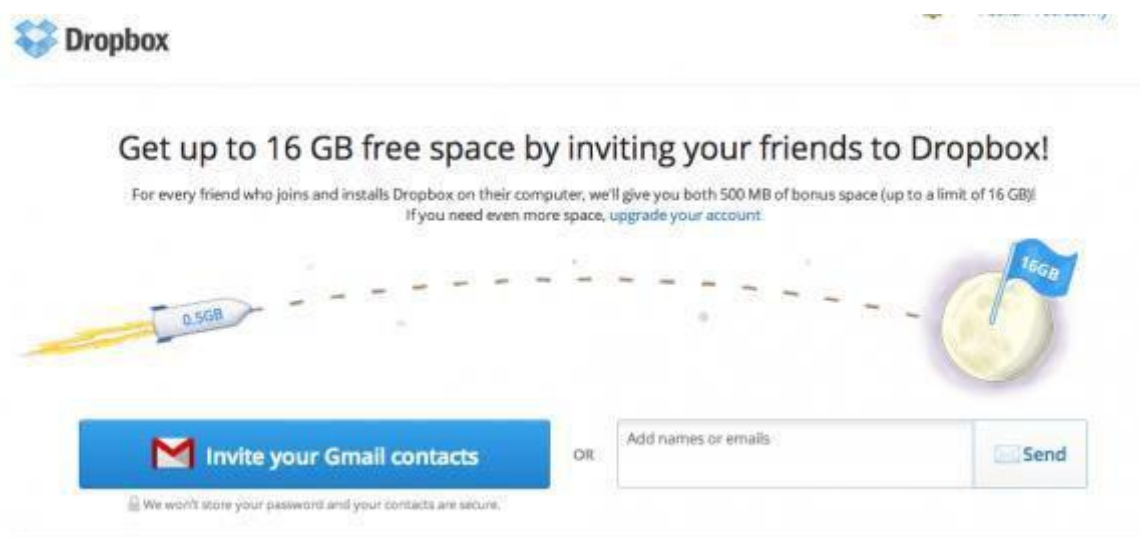 Dropbox
Get up to 16 GB free space by inviting your friends to Dropbox!
For every friend who joins and installs Dropbox on their computer, we'll give you both 500 MB of bonus space (up to a limit of 16 GB)!
If you need even more space, upgrade your account
16GB
0.5GB
Invite your Gmail contacts
OR
Add names or emails
Send
We won't store your password and your contacts are secure.